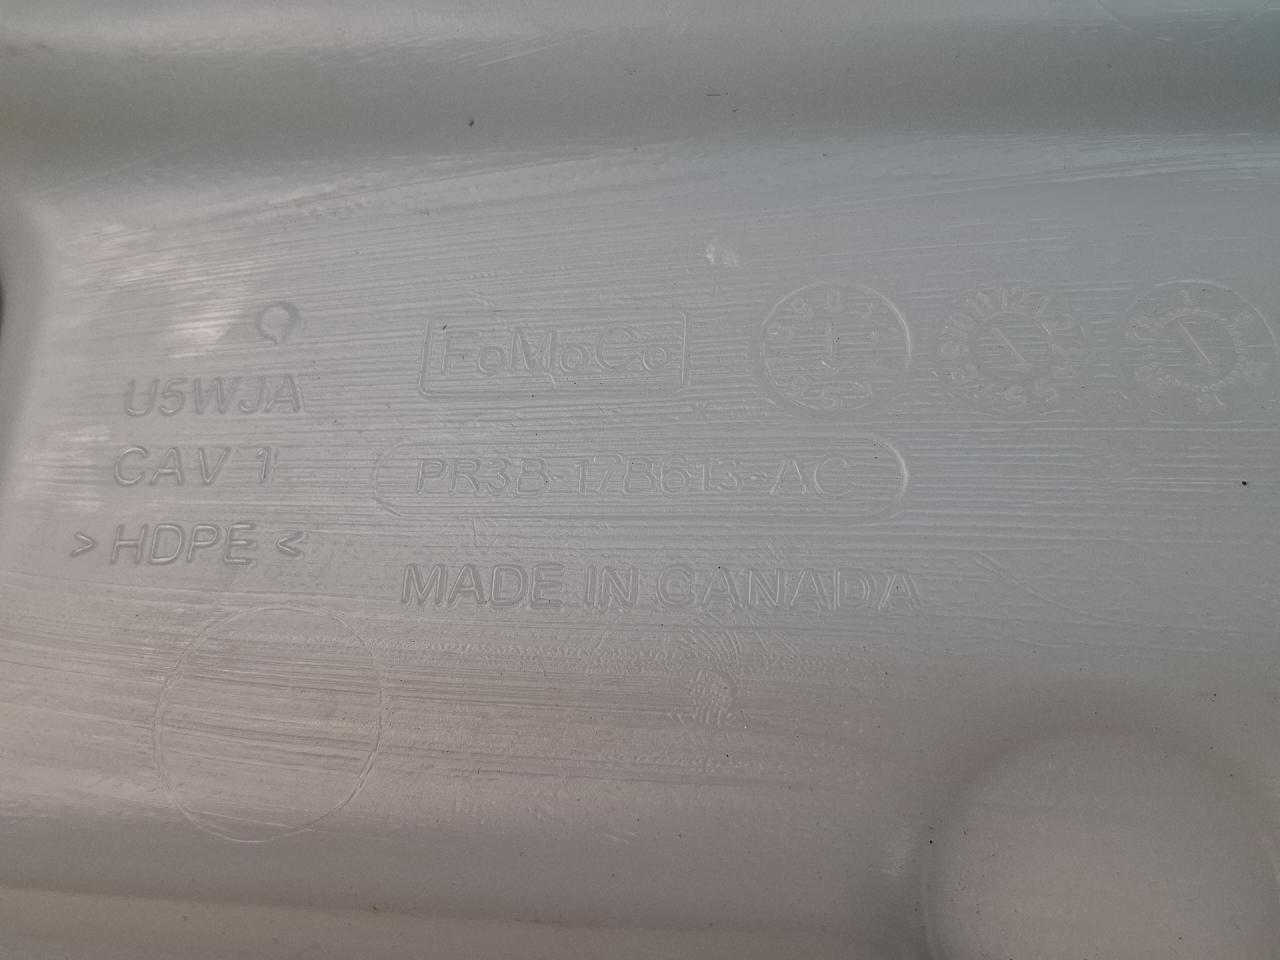 FoMoCo
U5WJA
CAV 1
PR3B-17B613-AC
> HDPE <
MADE IN CANADA